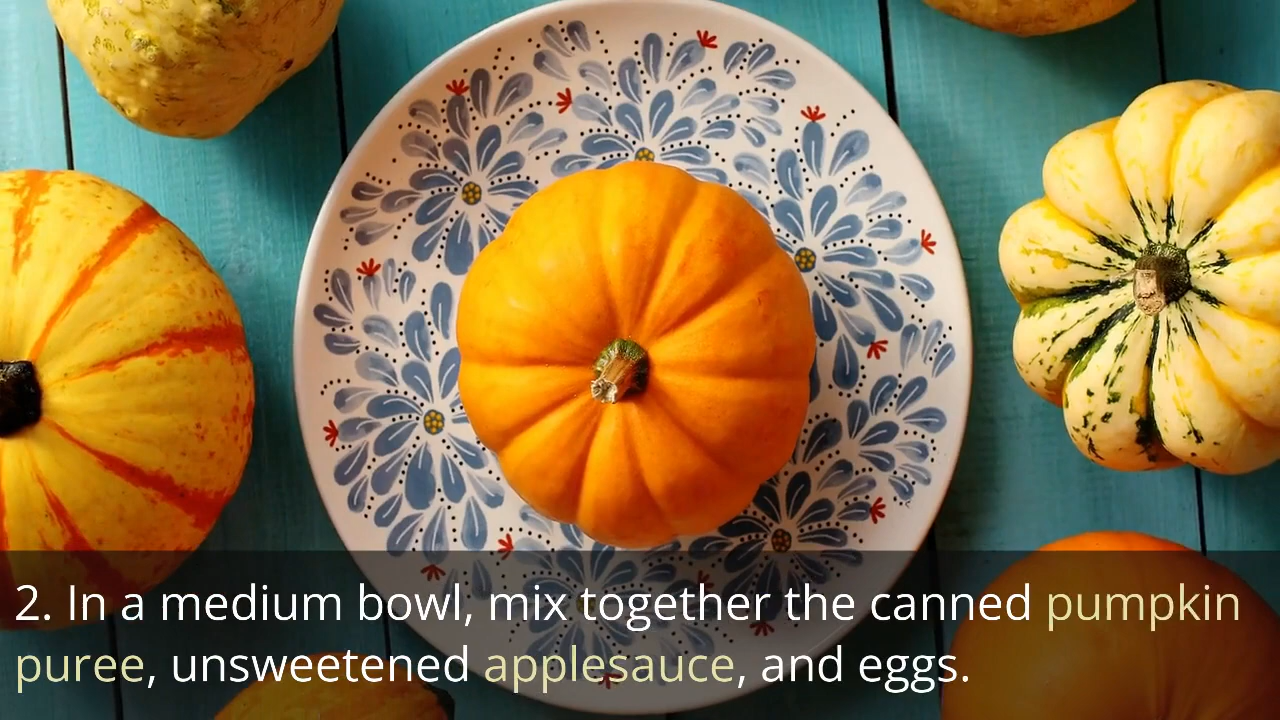 2. In a medium bowl, mix together the canned pumpkin
puree, unsweetened applesauce, and eggs.